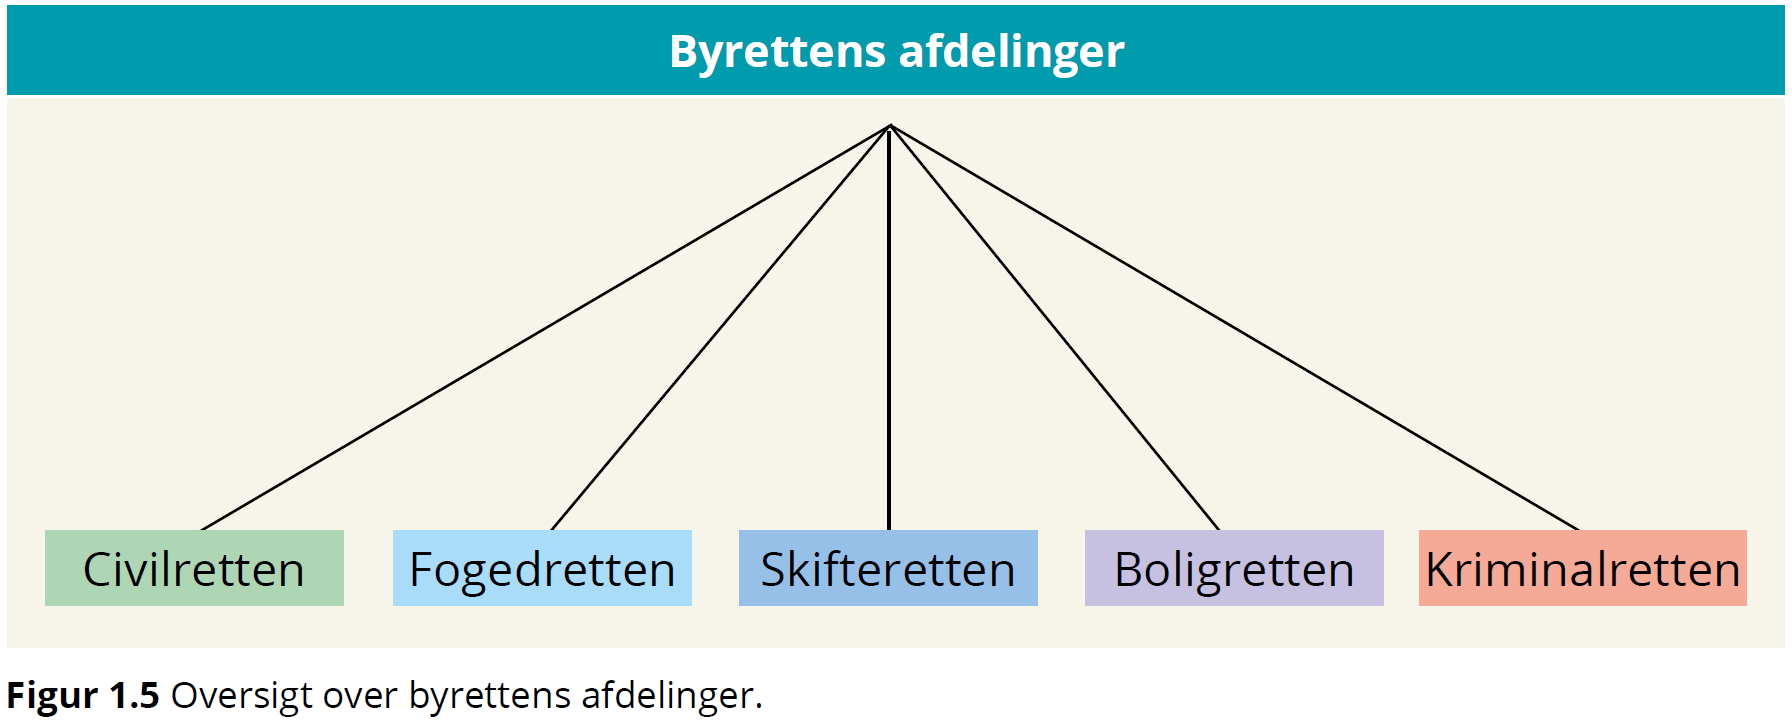 Byrettens afdelinger
Civilretten Fogedretten Skifteretten Boligretten Kriminalretten
Figur 1.5 Oversigt over byrettens afdelinger.